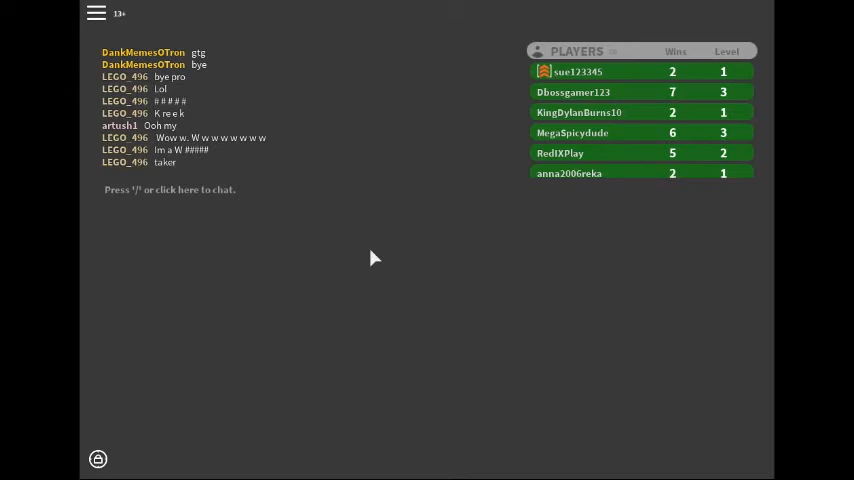 13+
DankMemesOTron gtg
DankMemesOTron bye
LEGO_496 bye pro
LEGO_496 Lol
LEGO_496 # # # # #
LEGO_496 K re e k
artush1 Ooh my
LEGO_496 Wow w. W w w w w w w w
LEGO_496 Im a W #####
LEGO_496 taker
Press '/' or click here to chat.
PLAYERS Wins Level
sue123345 2 1
Dbossgamer123 7 3
KingDylanBurns10 2 1
MegaSpicydude 6 3
RedIXPlay 5 2
anna2006reka 2 1